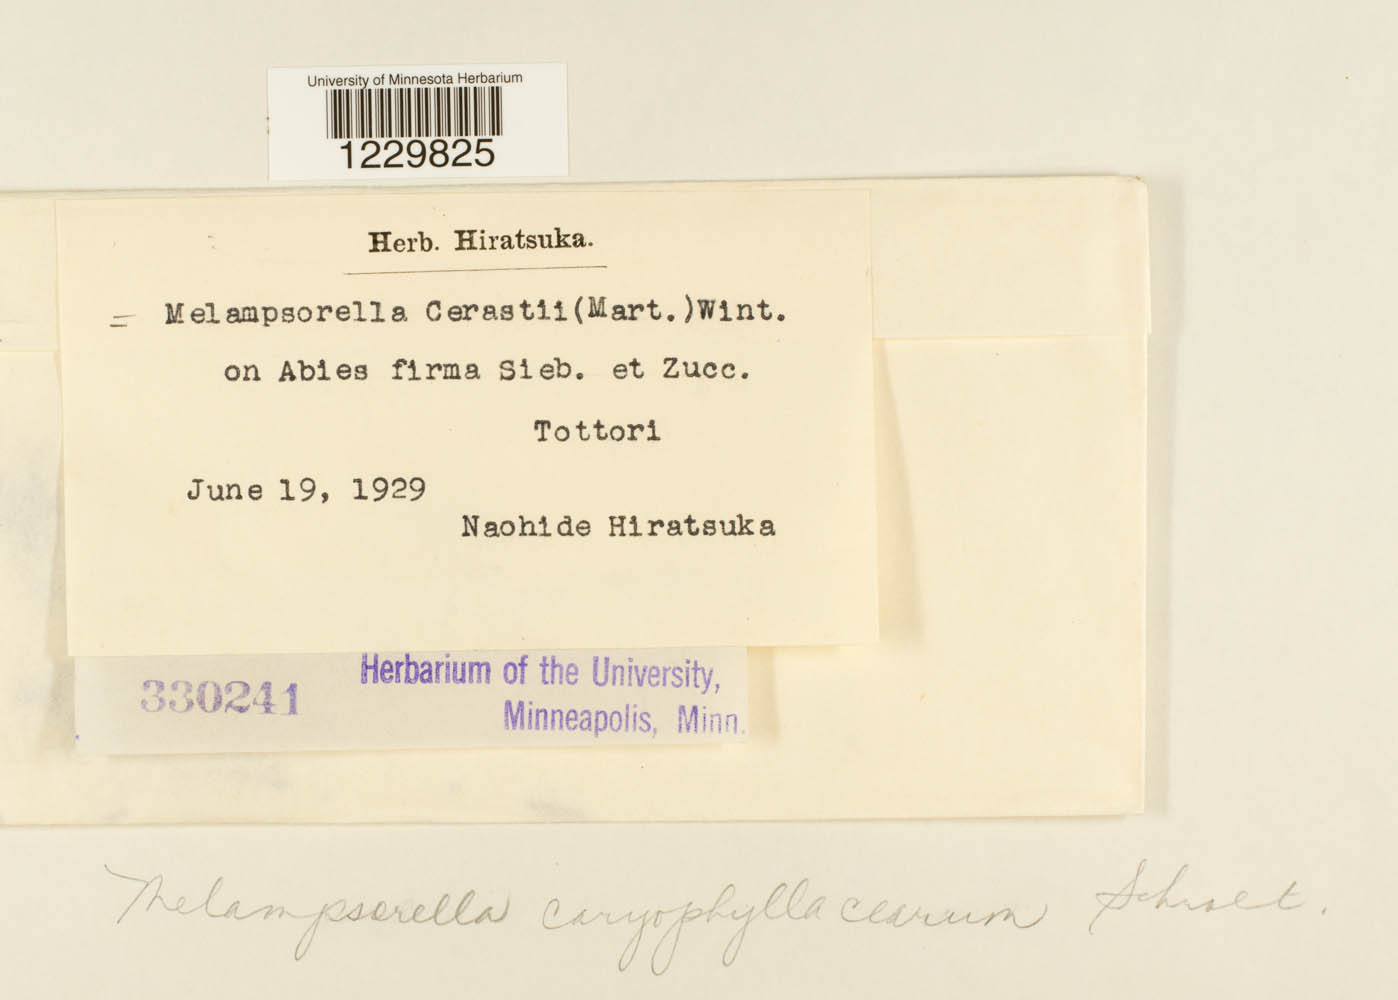 University of Minnesota Herbarium
1229825
Herb. Hiratsuka.
= Melampsorella Cerastii(Mart.)Wint.
on Abies firma Sieb. et Zucc.
Tottori
June 19, 1929
Naohide Hiratsuka
330241
Herbarium of the University,
Minneapolis, Minn.
Melampsorella caryophyllacearum Schroet.